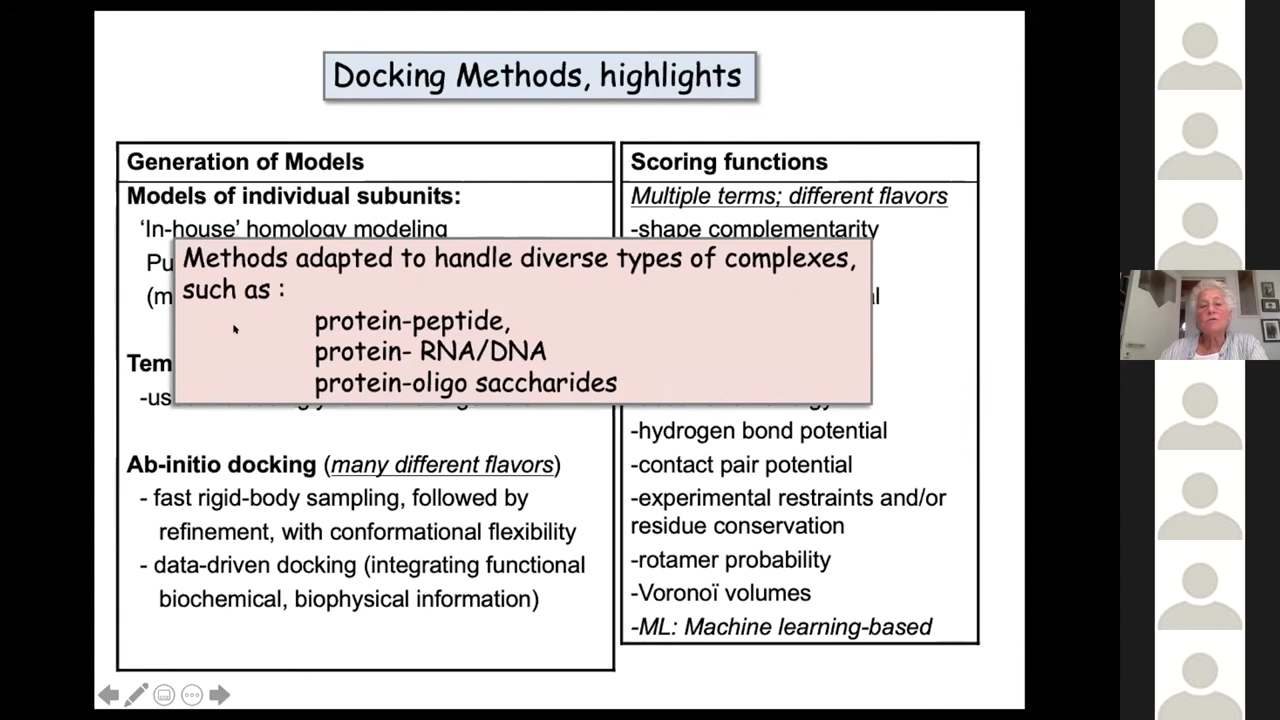 Docking Methods, highlights
Generation of Models
Models of individual subunits:
‘In-house’ homology modeling
Pu
(m
Tem
-us
Ab-initio docking (many different flavors)
- fast rigid-body sampling, followed by
refinement, with conformational flexibility
- data-driven docking (integrating functional
biochemical, biophysical information)
Scoring functions
Multiple terms; different flavors
-shape complementarity
-hydrogen bond potential
-contact pair potential
-experimental restraints and/or
residue conservation
-rotamer probability
-Voronoï volumes
-ML: Machine learning-based
Methods adapted to handle diverse types of complexes,
such as :
protein-peptide,
protein- RNA/DNA
protein-oligo saccharides